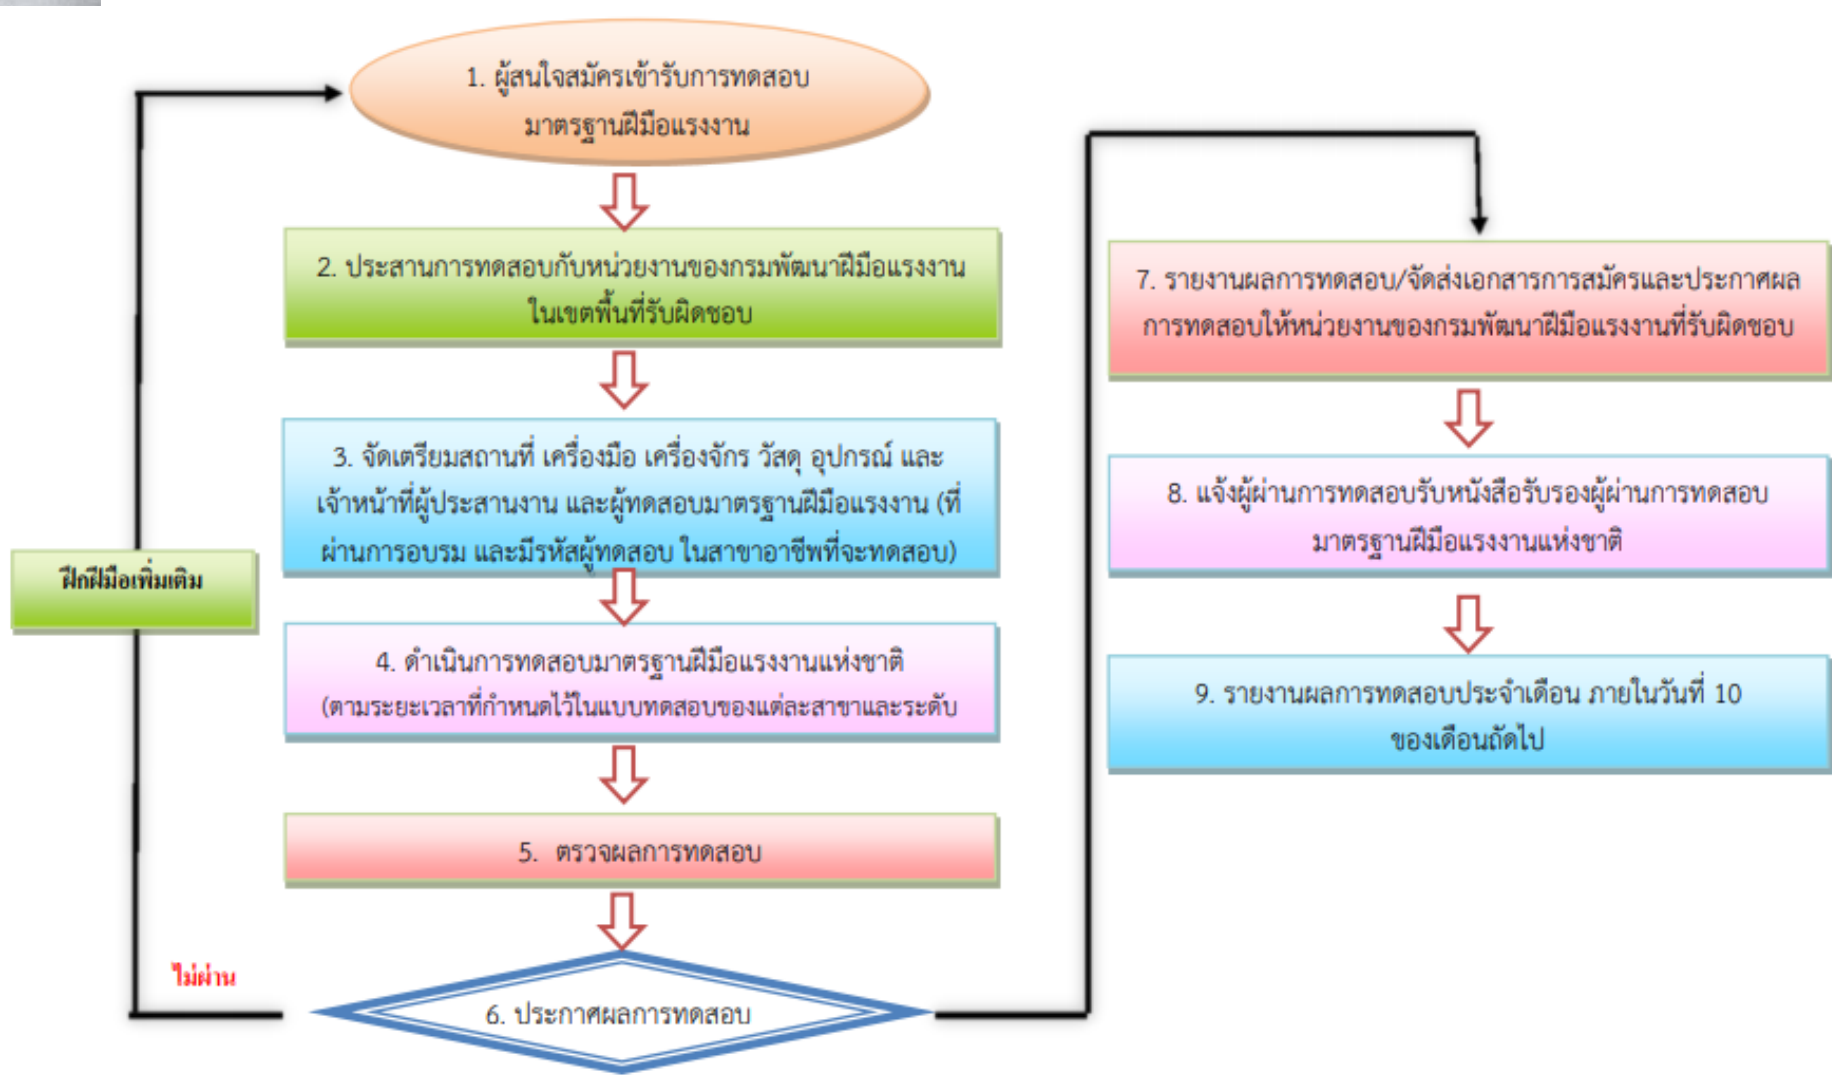 1. ผู้สนใจสมัครเข้ารับการทดสอบ
มาตรฐานฝีมือแรงงาน
2. ประสานการทดสอบกับหน่วยงานของกรมพัฒนาฝีมือแรงงาน
ในเขตพื้นที่รับผิดชอบ
3. จัดเตรียมสถานที่ เครื่องมือ เครื่องจักร วัสดุ อุปกรณ์ และ
เจ้าหน้าที่ผู้ประสานงาน และผู้ทดสอบมาตรฐานฝีมือแรงงาน (ที่
ผ่านการอบรม และมีรหัสผู้ทดสอบ ในสาขาอาชีพที่จะทดสอบ)
ฝึกฝีมือเพิ่มเติม
4. ดำเนินการทดสอบมาตรฐานฝีมือแรงงานแห่งชาติ
(ตามระยะเวลาที่กำหนดไว้ในแบบทดสอบของแต่ละสาขาและระดับ
5. ตรวจผลการทดสอบ
ไม่ผ่าน
6. ประกาศผลการทดสอบ
7. รายงานผลการทดสอบ/จัดส่งเอกสารการสมัครและประกาศผล
การทดสอบให้หน่วยงานของกรมพัฒนาฝีมือแรงงานที่รับผิดชอบ
8. แจ้งผู้ผ่านการทดสอบรับหนังสือรับรองผู้ผ่านการทดสอบ
มาตรฐานฝีมือแรงงานแห่งชาติ
9. รายงานผลการทดสอบประจำเดือน ภายในวันที่ 10
ของเดือนถัดไป